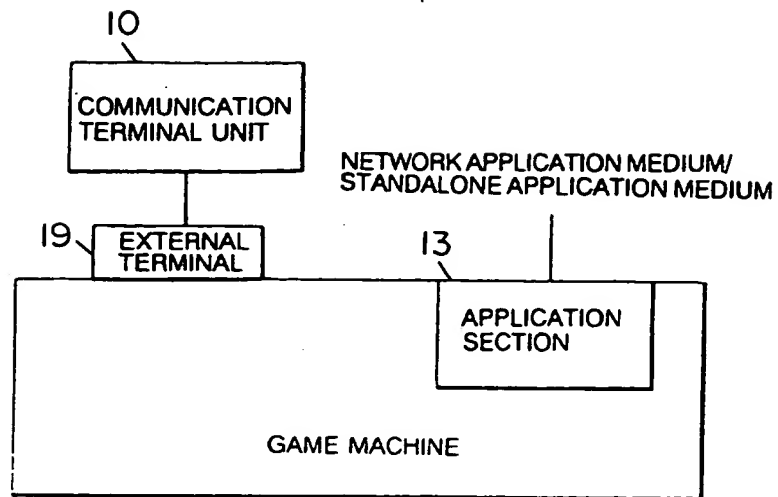 10
COMMUNICATION
TERMINAL UNIT
NETWORK APPLICATION MEDIUM/
STANDALONE APPLICATION MEDIUM
19
EXTERNAL
TERMINAL
13
APPLICATION
SECTION
GAME MACHINE